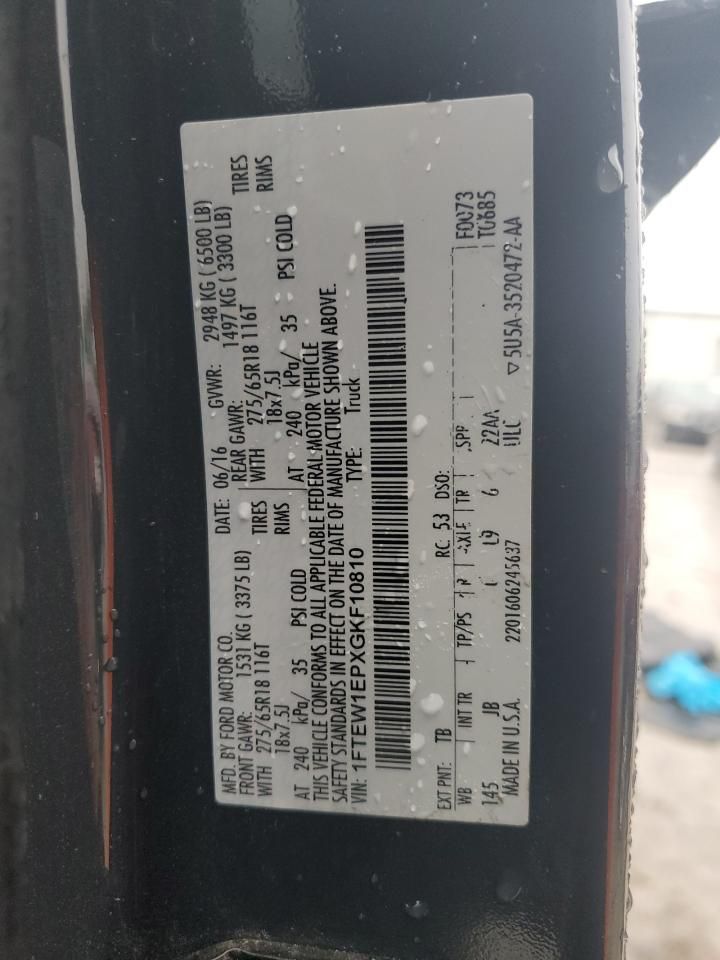 MFD. BY FORD MOTOR CO.
DATE: 06/16 GVWR: 2948 KG ( 6500 LB)
FRONT GAWR: 1531 KG ( 3375 LB) REAR GAWR: 1497 KG ( 3300 LB)
WITH 275/65R18 116T TIRES WITH 275/65R18 116T TIRES
18x7.5J RIMS 18x7.5J RIMS
AT 240 kPa/ 35 PSI COLD AT 240 kPa/ 35 PSI COLD
THIS VEHICLE CONFORMS TO ALL APPLICABLE FEDERAL MOTOR VEHICLE
SAFETY STANDARDS IN EFFECT ON THE DATE OF MANUFACTURE SHOWN ABOVE.
VIN: 1FTEW1EPXGKF10810 TYPE: Truck
EXT PNT: TB RC: 53 DSO: F0073
WB INT TR TP/PS R AXLE TR SPR T0685
145 JB L9 6 22AA
MADE IN U.S.A. 2201606245637 ULC ▽5U5A-3520472-AA